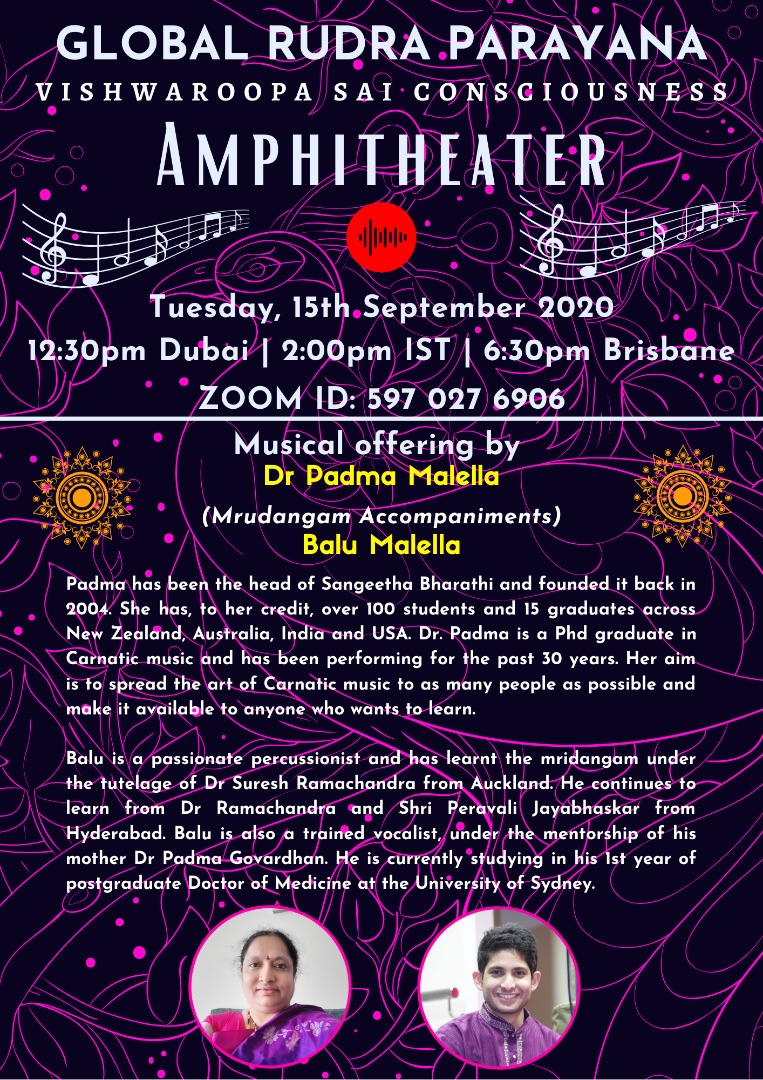 GLOBAL RUDRA PARAYANA
VISHWAROOPA SAI CONSCIOUSNESS
AMPHITHEATER
Tuesday, 15th September 2020
12:30pm Dubai | 2:00pm IST | 6:30pm Brisbane
ZOOM ID: 597 027 6906
Musical offering by
Dr Padma Malella
(Mrudangam Accompaniments)
Balu Malella
Padma has been the head of Sangeetha Bharathi and founded it back in
2004. She has, to her credit, over 100 students and 15 graduates across
New Zealand, Australia, India and USA. Dr. Padma is a Phd graduate in
Carnatic music and has been performing for the past 30 years. Her aim
is to spread the art of Carnatic music to as many people as possible and
make it available to anyone who wants to learn.
Balu is a passionate percussionist and has learnt the mridangam under
the tutelage of Dr Suresh Ramachandra from Auckland. He continues to
learn from Dr Ramachandra and Shri Peravali Jayabhaskar from
Hyderabad. Balu is also a trained vocalist, under the mentorship of his
mother Dr Padma Govardhan. He is currently studying in his 1st year of
postgraduate Doctor of Medicine at the University of Sydney.